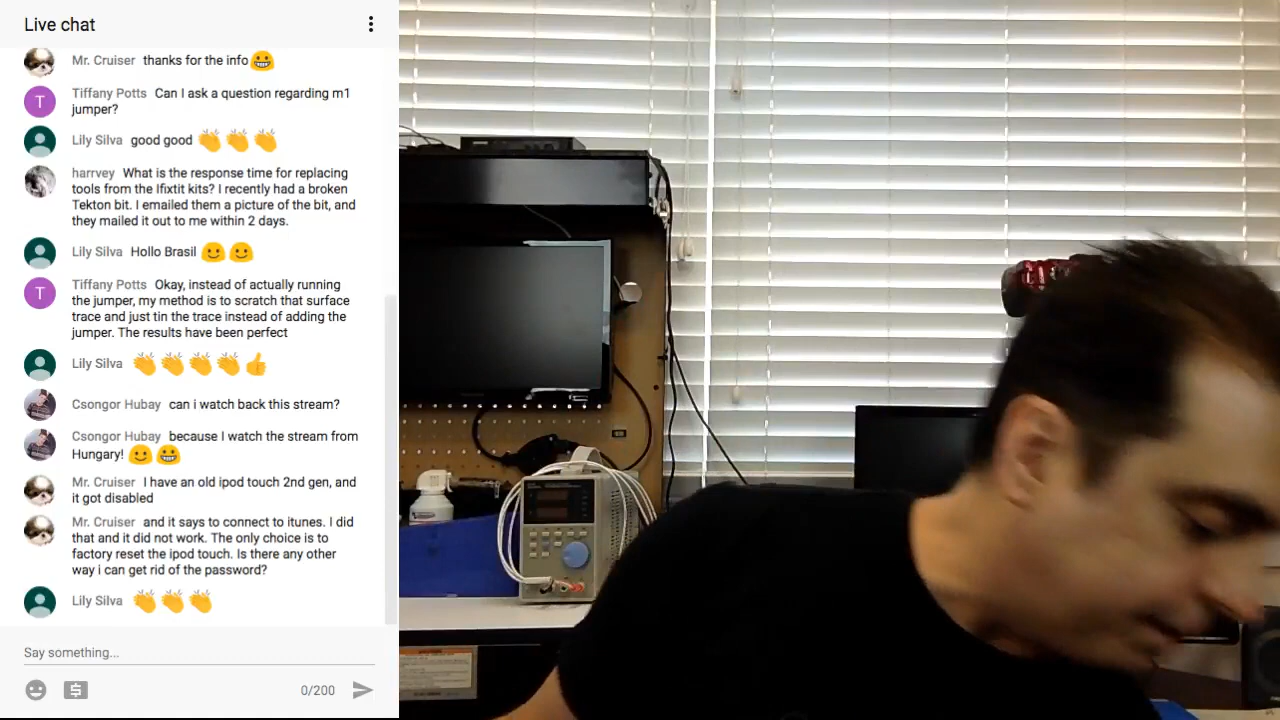 Live chat
Mr. Cruiser thanks for the info😀
T
Tiffany Potts Can I ask a question regarding m1
jumper?
Lily Silva good good 👏 👏 👏
harrvey What is the response time for replacing
tools from the Ifixtit kits? I recently had a broken
Tekton bit. I emailed them a picture of the bit, and
they mailed it out to me within 2 days.
Lily Silva Hollo Brasil 🙂 🙂
T
Tiffany Potts Okay, instead of actually running
the jumper, my method is to scratch that surface
trace and just tin the trace instead of adding the
jumper. The results have been perfect
Lily Silva 👏 👏 👏 👏 👍
Csongor Hubay can i watch back this stream?
Csongor Hubay because I watch the stream from
Hungary! 🙂 😀
Mr. Cruiser I have an old ipod touch 2nd gen, and
it got disabled
Mr. Cruiser and it says to connect to itunes. I did
that and it did not work. The only choice is to
factory reset the ipod touch. Is there any other
way i can get rid of the password?
Lily Silva 👏 👏 👏
Say something...
0/200